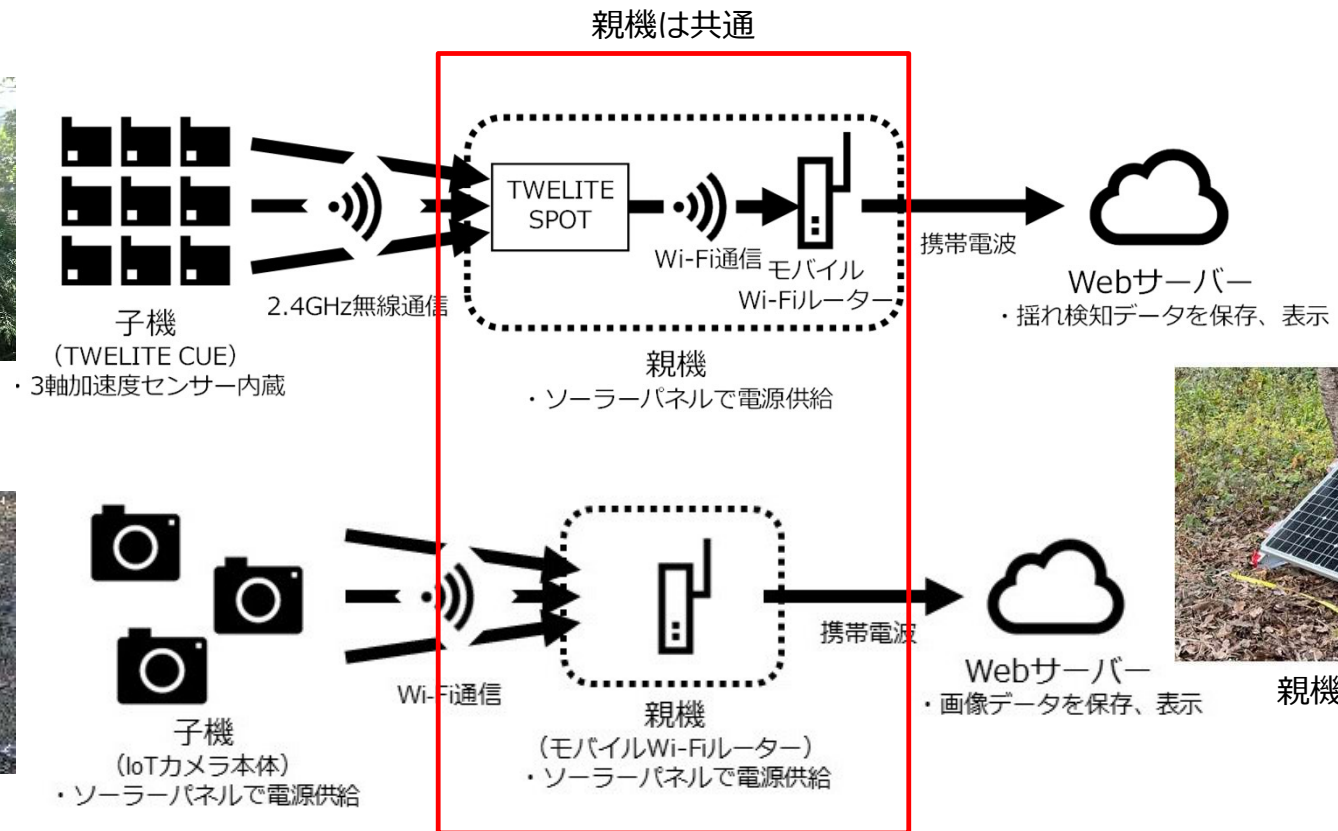 親機は共通
TWELITE
SPOT
Wi-Fi通信
モバイル
Wi-Fiルーター
携帯電波
Webサーバー
・揺れ検知データを保存、表示
2.4GHz無線通信
子機
（TWELITE CUE）
・3軸加速度センサー内蔵
親機
・ソーラーパネルで電源供給
Wi-Fi通信
携帯電波
Webサーバー
・画像データを保存、表示
親機
子機
（IoTカメラ本体）
・ソーラーパネルで電源供給
親機
（モバイルWi-Fiルーター）
・ソーラーパネルで電源供給